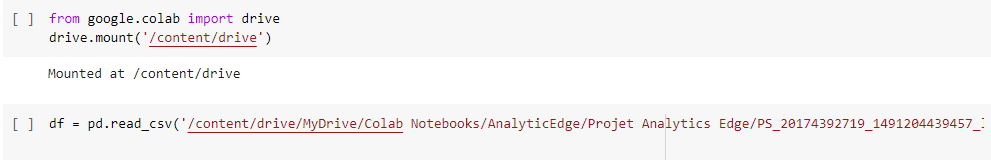 [ ] from google.colab import drive
drive.mount('/content/drive')
Mounted at /content/drive
[ ] df = pd.read_csv('/content/drive/MyDrive/Colab Notebooks/AnalyticEdge/Projet Analytics Edge/PS_20174392719_1491204439457_